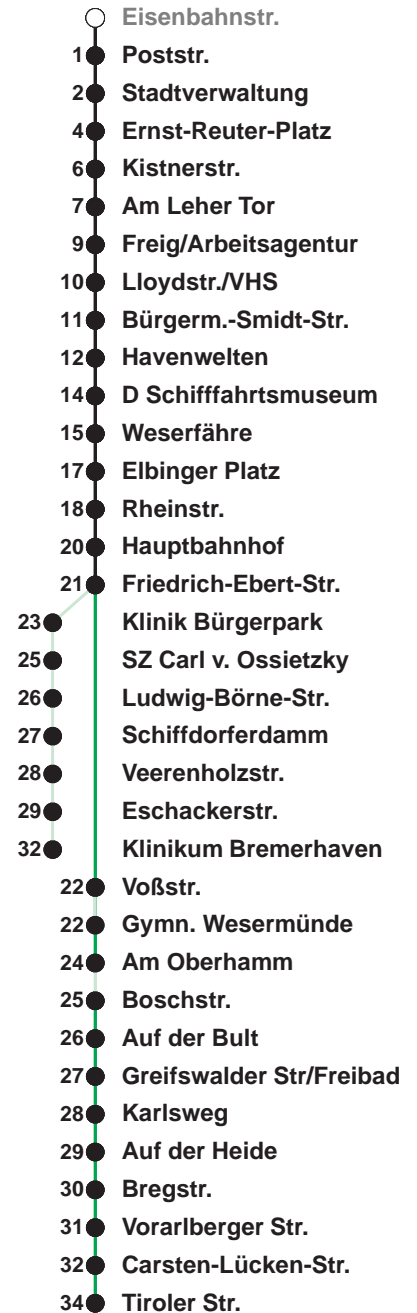 Eisenbahnstr.
1 Poststr.
2 Stadtverwaltung
4 Ernst-Reuter-Platz
6 Kistnerstr.
7 Am Leher Tor
9 Freig/Arbeitsagentur
10 Lloydstr./VHS
11 Bürgerm.-Smidt-Str.
12 Havenwelten
14 D Schifffahrtsmuseum
15 Weserfähre
17 Elbinger Platz
18 Rheinstr.
20 Hauptbahnhof
21 Friedrich-Ebert-Str.
23 Klinik Bürgerpark
25 SZ Carl v. Ossietzky
26 Ludwig-Börne-Str.
27 Schiffdorferdamm
28 Veerenholzstr.
29 Eschackerstr.
32 Klinikum Bremerhaven
22 Voßstr.
22 Gymn. Wesermünde
24 Am Oberhamm
25 Boschstr.
26 Auf der Bult
27 Greifswalder Str/Freibad
28 Karlsweg
29 Auf der Heide
30 Bregstr.
31 Vorarlberger Str.
32 Carsten-Lücken-Str.
34 Tiroler Str.